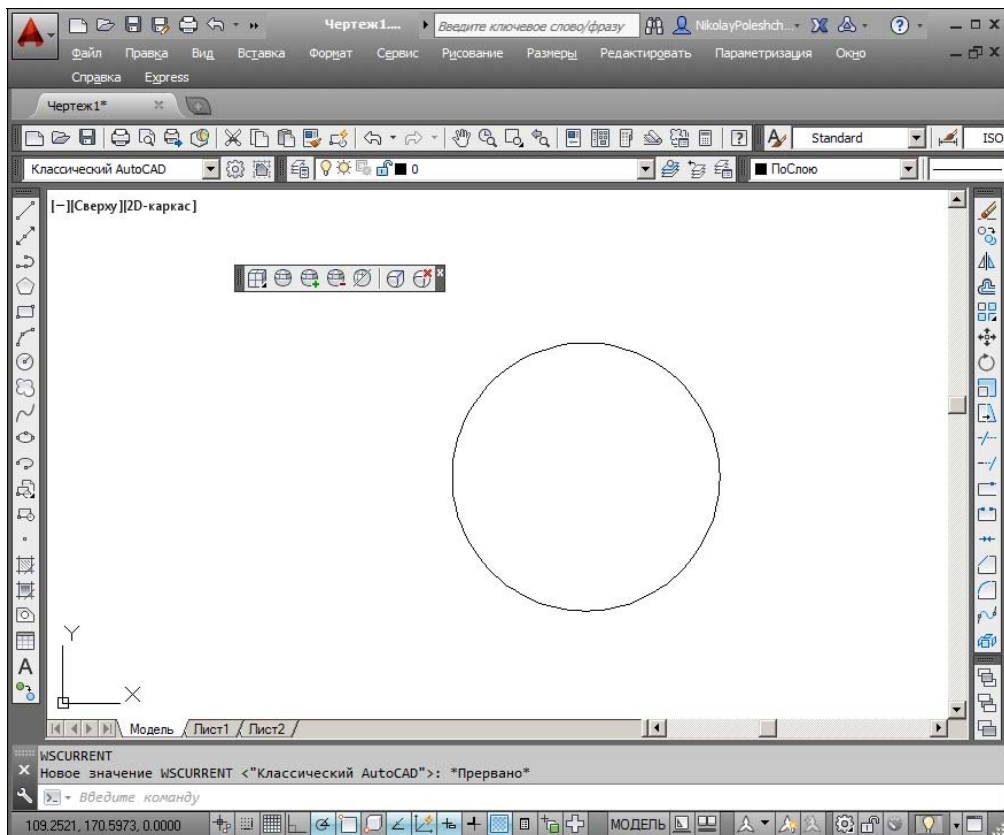 Чертеж1.... Введите ключевое слово/фразу NikolayPoleshch...
Файл Правка Вид Вставка Формат Сервис Рисование Размеры Редактировать Параметризация Окно
Справка Express
Чертеж1*
Standard ISO
Классический AutoCAD 0 ПоСлою
[−][Сверху][2D-каркас]
Y
X
A
Модель Лист1 Лист2
WSCURRENT
Новое значение WSCURRENT <"Классический AutoCAD">: *Прервано*
Введите команду
109.2521, 170.5973, 0.0000 МОДЕЛЬ